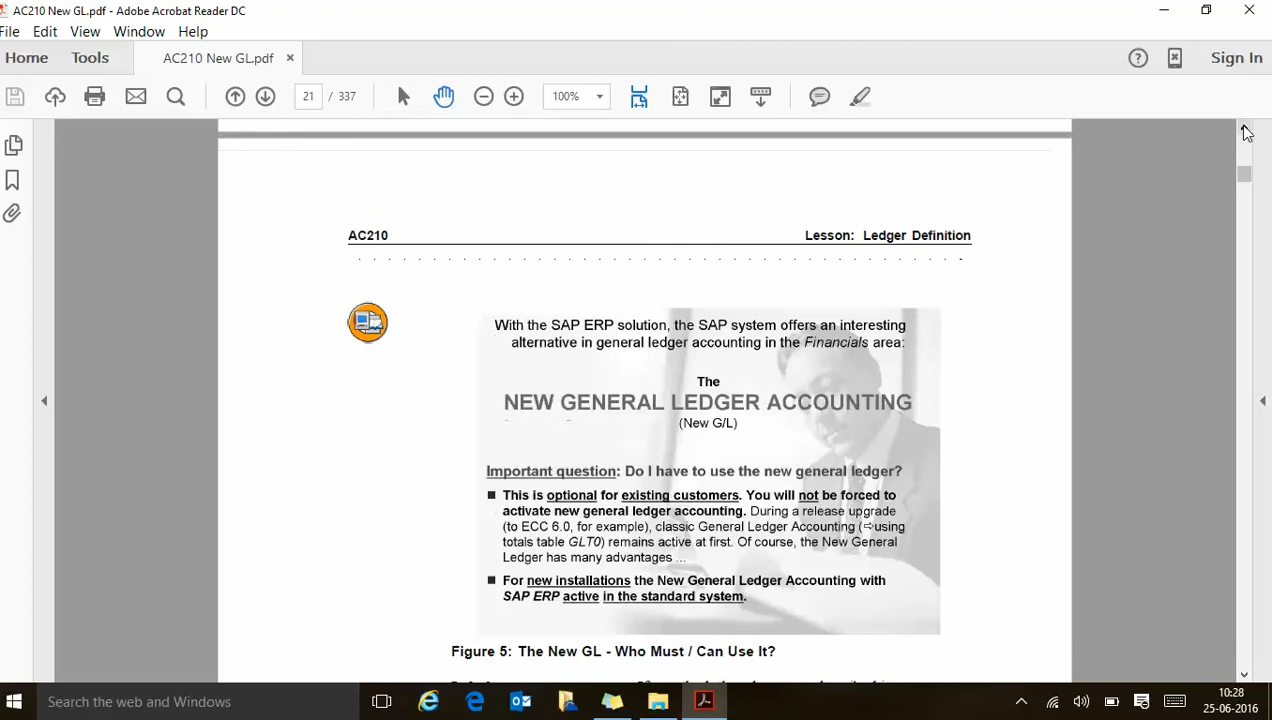 AC210 New GL.pdf - Adobe Acrobat Reader DC
File Edit View Window Help
Home Tools AC210 New GL.pdf × Sign In
21 / 337 100%
AC210 Lesson: Ledger Definition
With the SAP ERP solution, the SAP system offers an interesting
alternative in general ledger accounting in the Financials area:
The
NEW GENERAL LEDGER ACCOUNTING
(New G/L)
Important question: Do I have to use the new general ledger?
■ This is optional for existing customers. You will not be forced to
activate new general ledger accounting. During a release upgrade
(to ECC 6.0, for example), classic General Ledger Accounting (⇨using
totals table GLT0) remains active at first. Of course, the New General
Ledger has many advantages ...
■ For new installations the New General Ledger Accounting with
SAP ERP active in the standard system.
Figure 5: The New GL - Who Must / Can Use It?
Search the web and Windows
10:28
25-06-2016